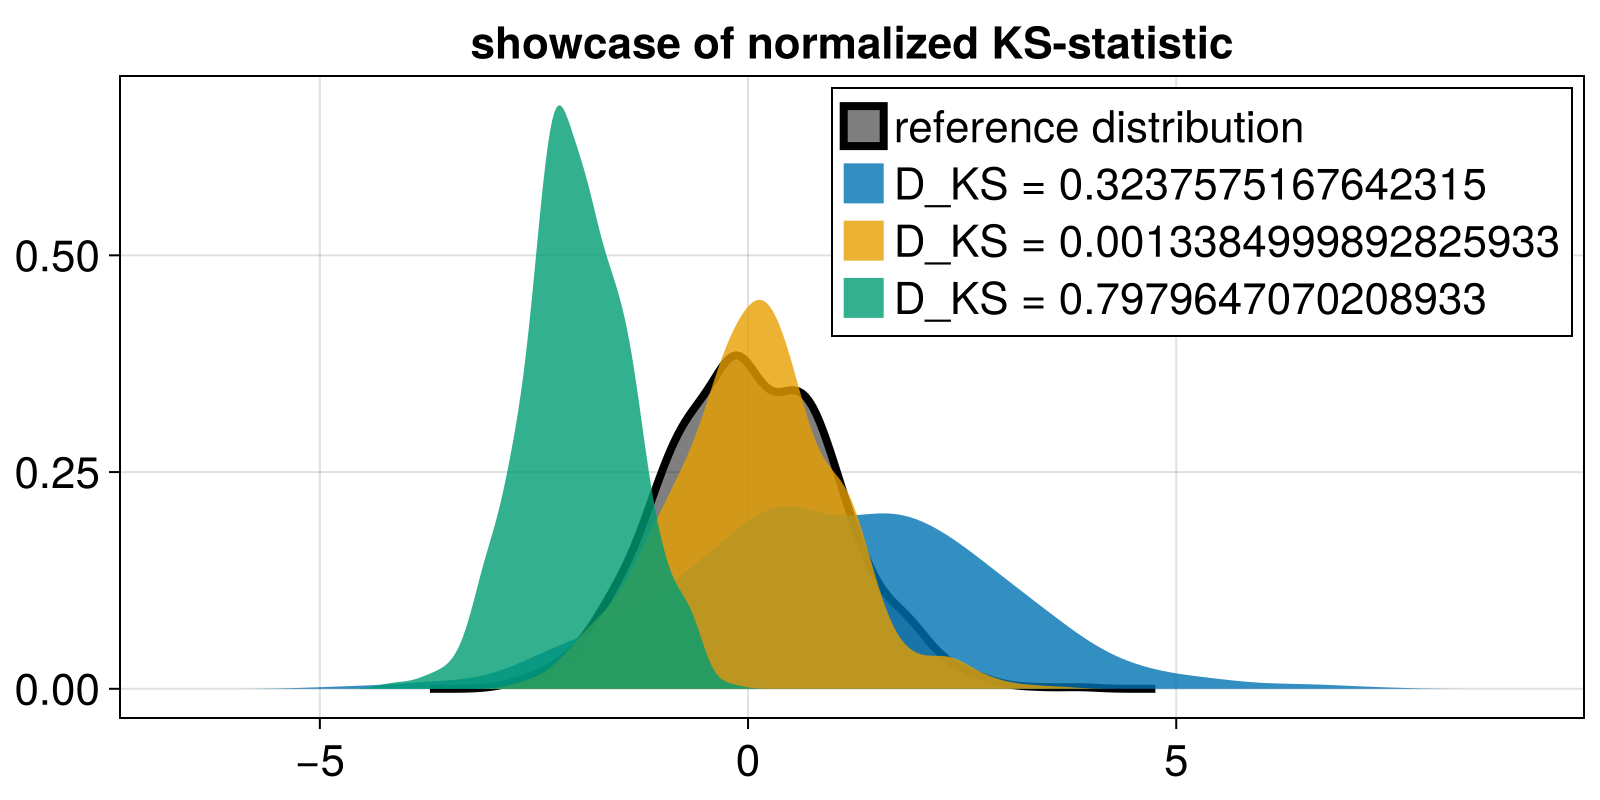 showcase of normalized KS-statistic
reference distribution
D_KS = 0.3237575167642315
D_KS = 0.00133849999892825933
D_KS = 0.7979647070208933
0.50
0.25
0.00
−5
0
5